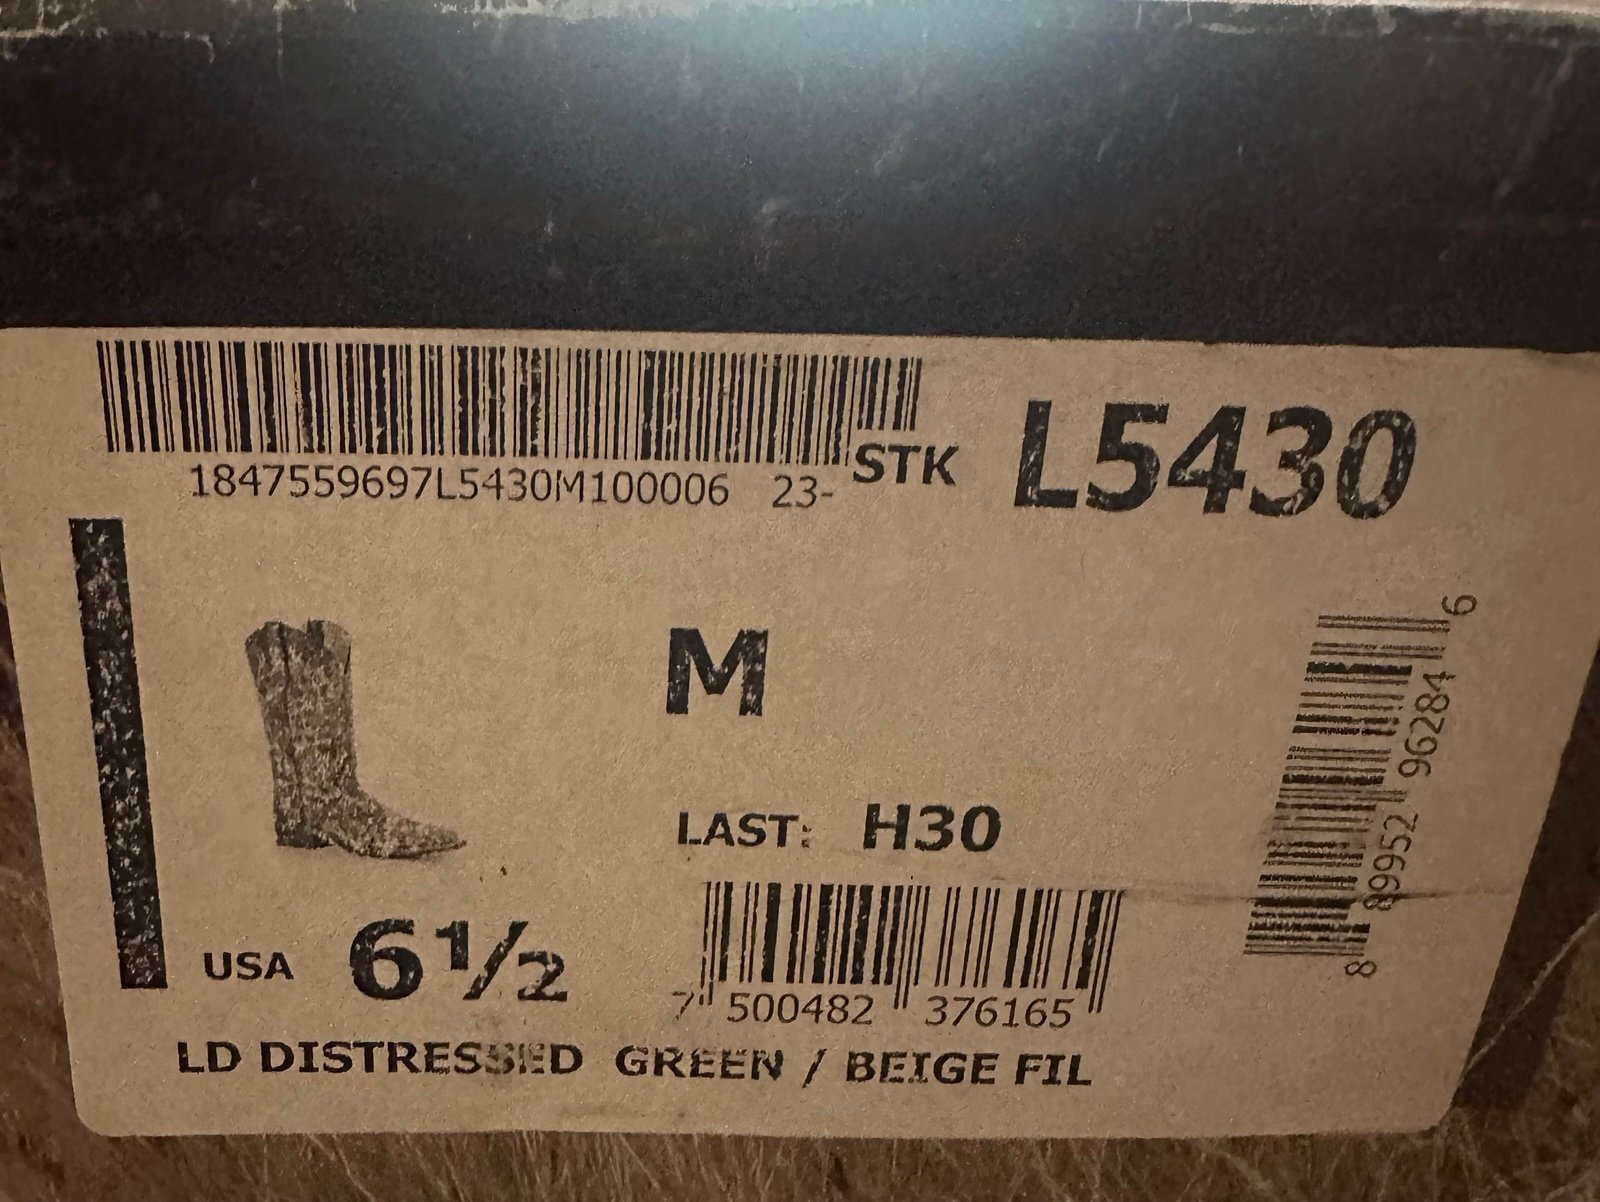 1847559697L5430M100006 23-
STK
L5430
M
LAST: H30
USA 6½
7 500482 376165
8 89952 96284 6
LD DISTRESSED GREEN / BEIGE FIL